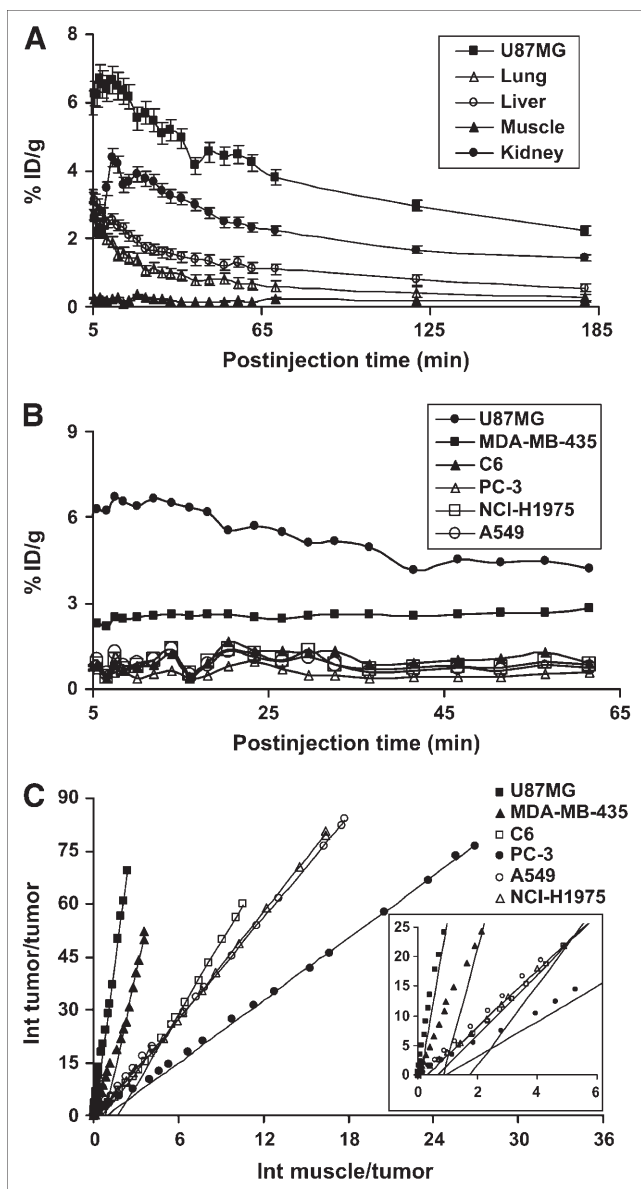 A
U87MG
Lung
Liver
Muscle
Kidney
8
6
4
2
0
% ID/g
5
65
125
185
Postinjection time (min)
B
U87MG
MDA-MB-435
C6
PC-3
NCI-H1975
A549
9
6
3
0
% ID/g
5
25
45
65
Postinjection time (min)
C
U87MG
MDA-MB-435
C6
PC-3
A549
NCI-H1975
90
75
60
45
30
15
0
Int tumor/tumor
25
20
15
10
5
0
0
2
4
6
0
6
12
18
24
30
36
Int muscle/tumor